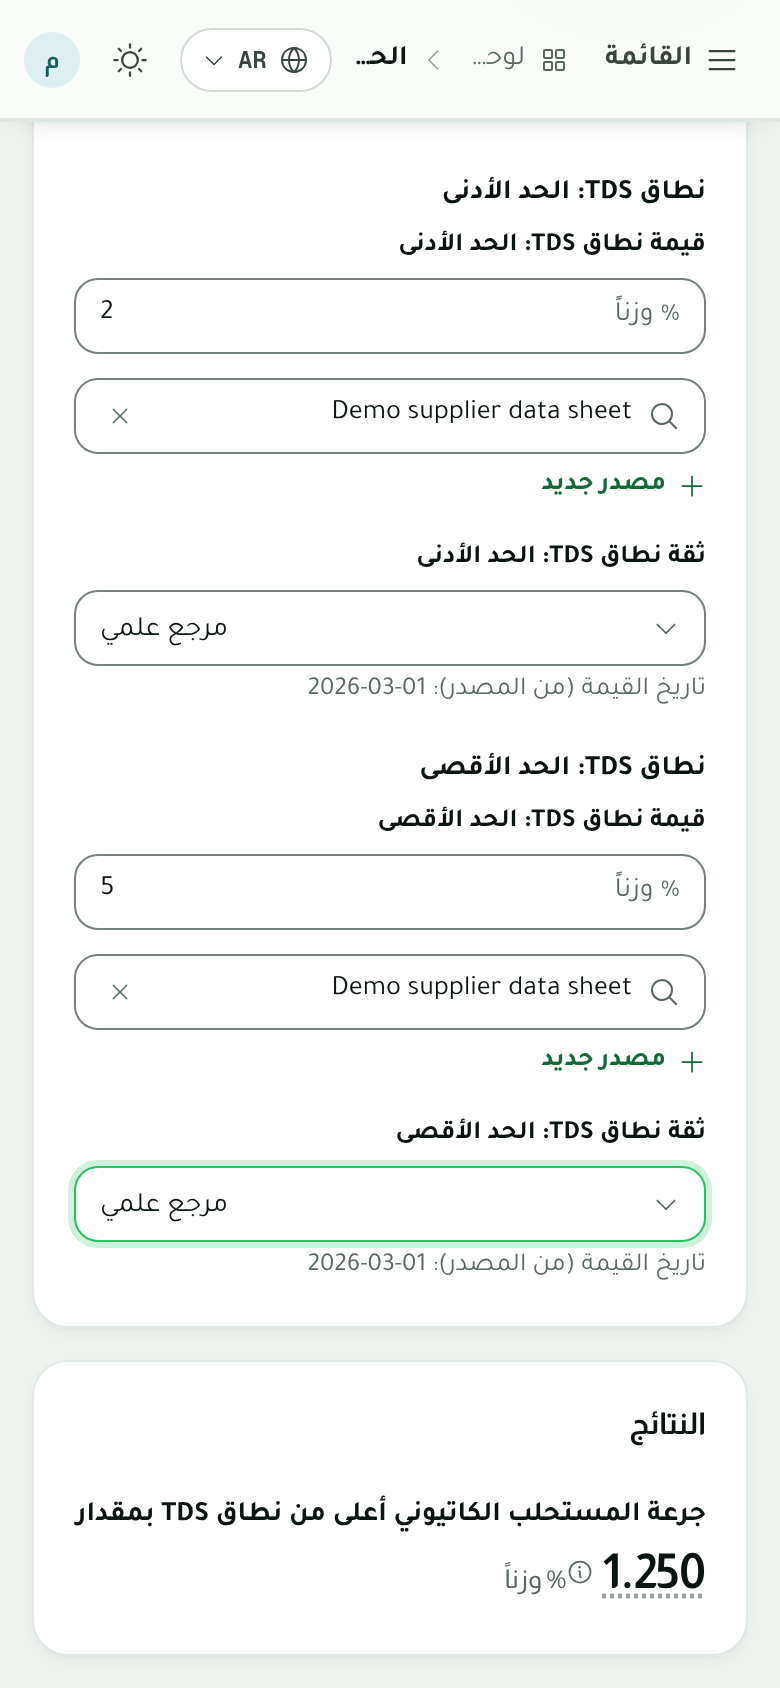 القائمة
لوحـ...
الحـ...
AR
م
نطاق TDS: الحد الأدنى
قيمة نطاق TDS: الحد الأدنى
% وزناً
2
Demo supplier data sheet
مصدر جديد
ثقة نطاق TDS: الحد الأدنى
مرجع علمي
تاريخ القيمة (من المصدر): 2026-03-01
نطاق TDS: الحد الأقصى
قيمة نطاق TDS: الحد الأقصى
% وزناً
5
Demo supplier data sheet
مصدر جديد
ثقة نطاق TDS: الحد الأقصى
مرجع علمي
تاريخ القيمة (من المصدر): 2026-03-01
النتائج
جرعة المستحلب الكاتيوني أعلى من نطاق TDS بمقدار
1.250 % وزناً